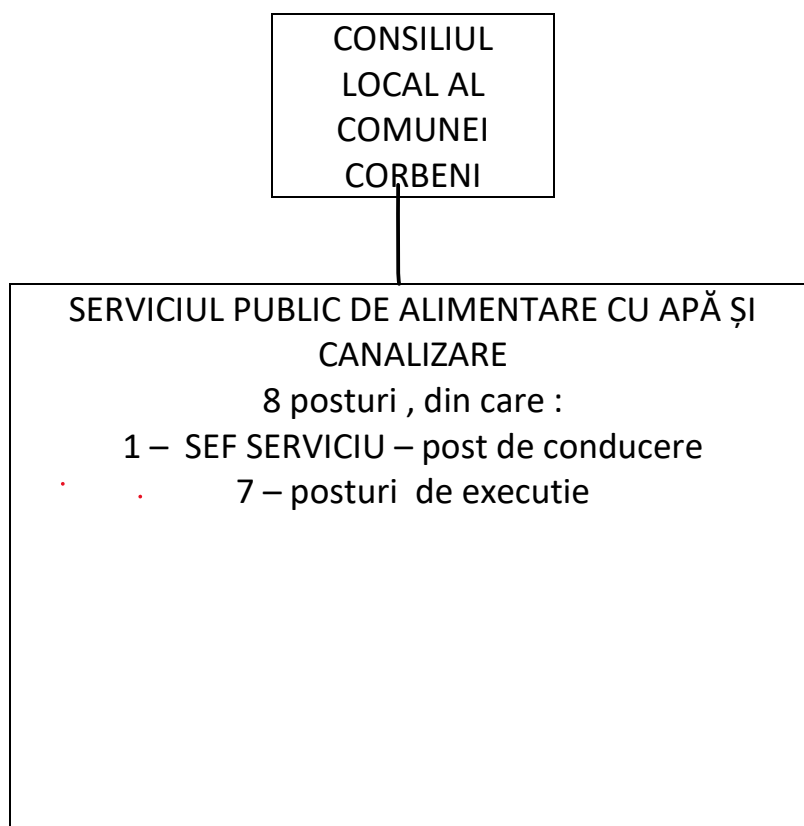 CONSILIUL
LOCAL AL
COMUNEI
CORBENI
SERVICIUL PUBLIC DE ALIMENTARE CU APĂ ȘI
CANALIZARE
8 posturi , din care :
1 – SEF SERVICIU – post de conducere
7 – posturi de executie